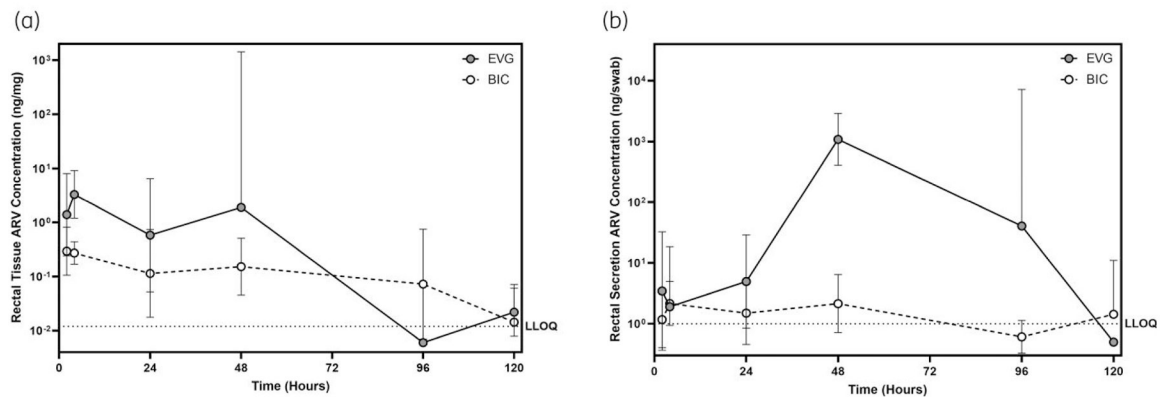 (a)
Rectal Tissue ARV Concentration (ng/mg)
10³
10²
10¹
10⁰
10⁻¹
10⁻²
EVG
BIC
LLOQ
0 24 48 72 96 120
Time (Hours)
(b)
Rectal Secretion ARV Concentration (ng/swab)
10⁴
10³
10²
10¹
10⁰
EVG
BIC
LLOQ
0 24 48 72 96 120
Time (Hours)